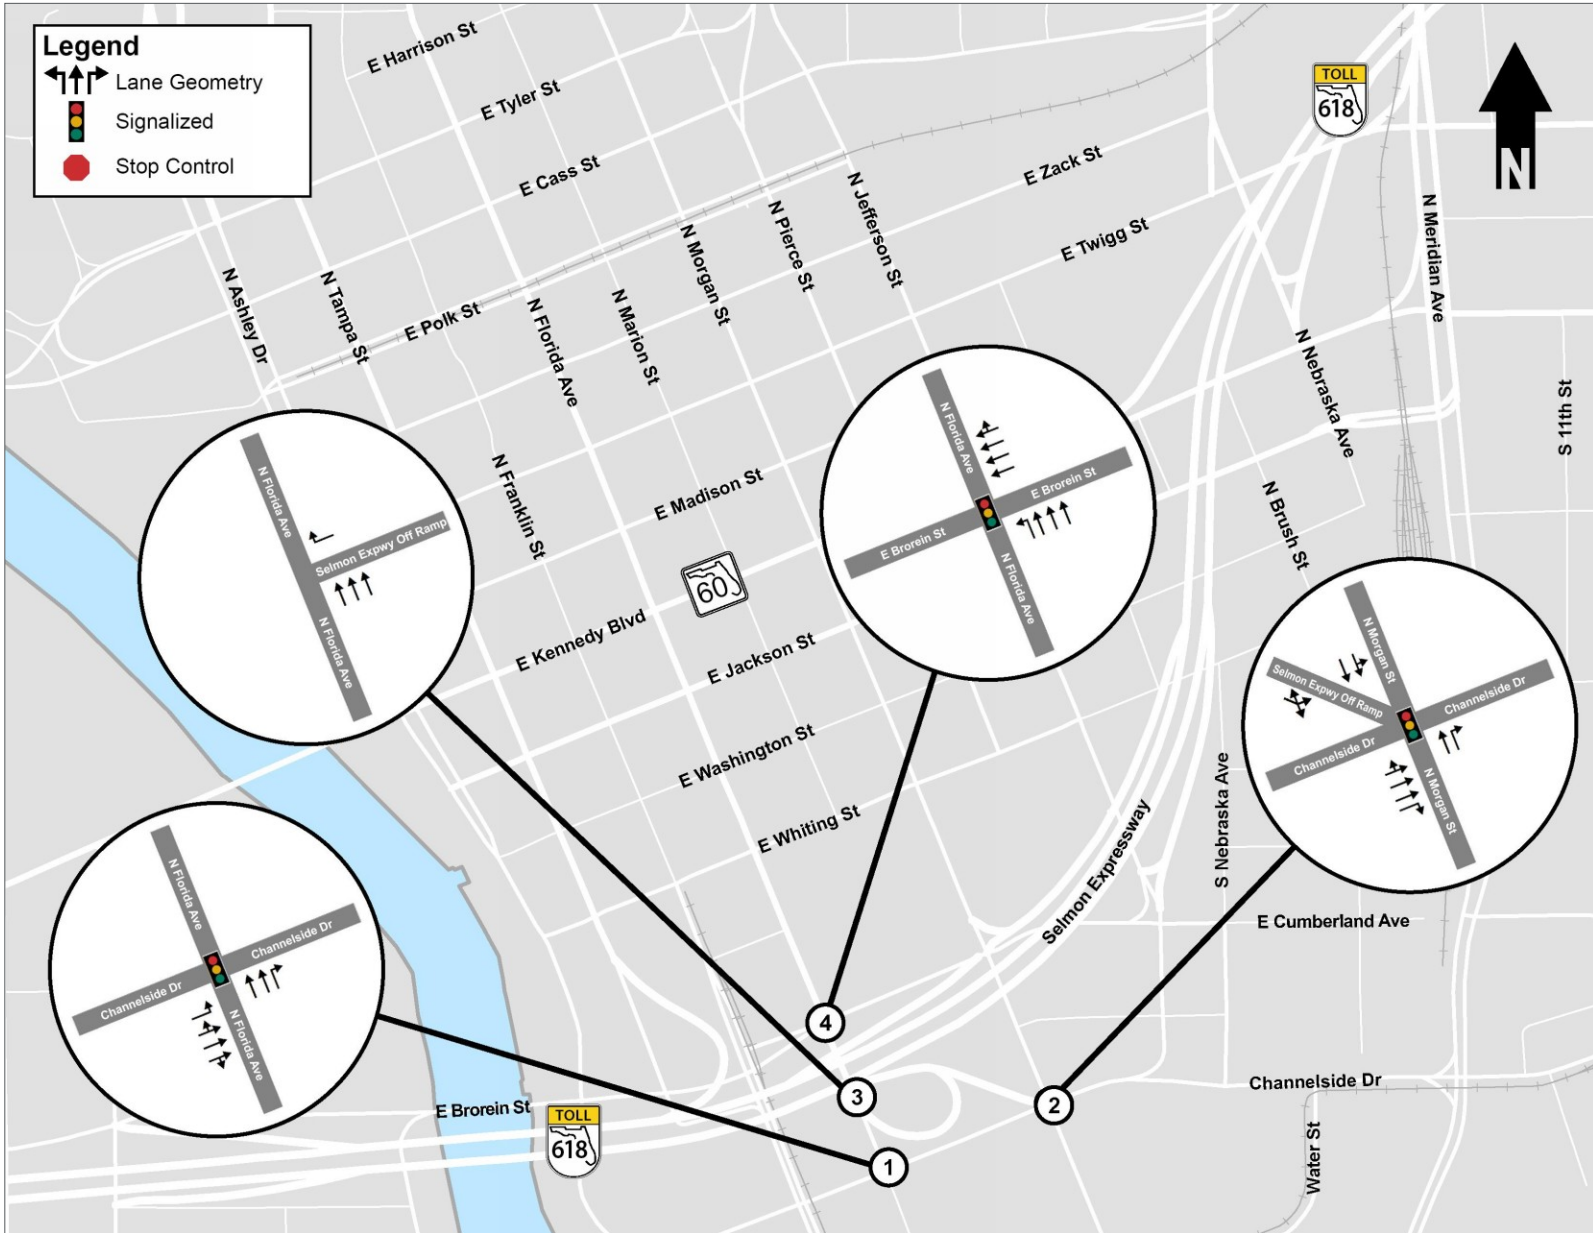 Legend
Lane Geometry
Signalized
Stop Control
E Harrison St
E Tyler St
E Cass St
E Zack St
E Twigg St
TOLL
618
N
N Ashley Dr
N Tampa St
E Polk St
N Florida Ave
N Marion St
N Morgan St
N Pierce St
N Jefferson St
N Meridian Ave
N Nebraska Ave
S 11th St
N Franklin St
E Madison St
60
E Kennedy Blvd
E Jackson St
E Washington St
E Whiting St
N Brush St
S Nebraska Ave
Selmon Expressway
E Cumberland Ave
Channelside Dr
Water St
E Brorein St
TOLL
618
N Florida Ave
Selmon Expwy Off Ramp
N Florida Ave
N Florida Ave
E Brorein St
E Brorein St
N Florida Ave
N Morgan St
Selmon Expwy Off Ramp
Channelside Dr
Channelside Dr
N Morgan St
N Florida Ave
Channelside Dr
Channelside Dr
N Florida Ave
4
3
2
1